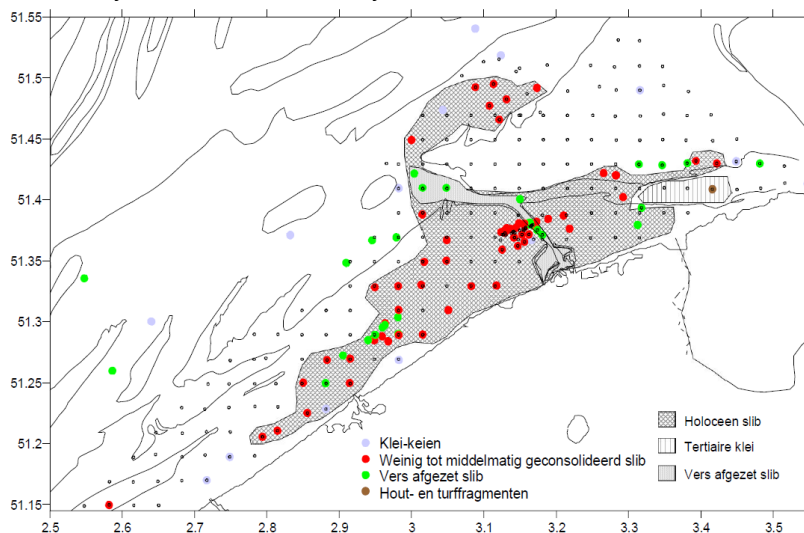 51.55
51.5
51.45
51.4
51.35
51.3
51.25
51.2
51.15
2.5
2.6
2.7
2.8
2.9
3
3.1
3.2
3.3
3.4
3.5
Klei-keien
Weinig tot middelmatig geconsolideerd slib
Vers afgezet slib
Hout- en turffragmenten
Holoceen slib
Tertiaire klei
Vers afgezet slib